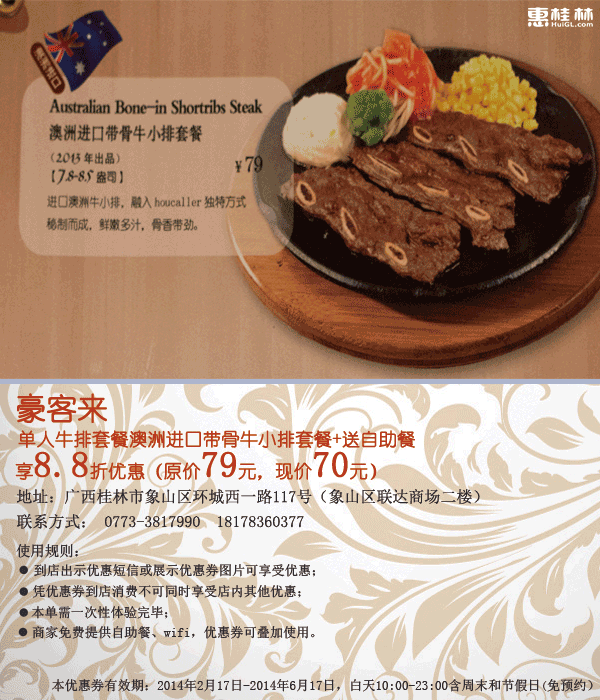 惠桂林
HuiGL.com
Australian Bone-in Shortribs Steak
澳洲进口带骨牛小排套餐
（2013 年出品）
【7.8-8.5 盎司】
¥79
进口澳洲牛小排，融入 houcaller 独特方式
秘制而成，鲜嫩多汁，骨香带劲。
豪客来
单人牛排套餐澳洲进口带骨牛小排套餐+送自助餐
享8.8折优惠（原价79元，现价70元）
地址：广西桂林市象山区环城西一路117号（象山区联达商场二楼）
联系方式： 0773-3817990 18178360377
使用规则：
● 到店出示优惠短信或展示优惠券图片可享受优惠；
● 凭优惠券到店消费不可同时享受店内其他优惠；
●本单需一次性体验完毕；
● 商家免费提供自助餐、wifi，优惠券可叠加使用。
本优惠券有效期：2014年2月17日-2014年6月17日，白天10:00-23:00含周末和节假日(免预约）